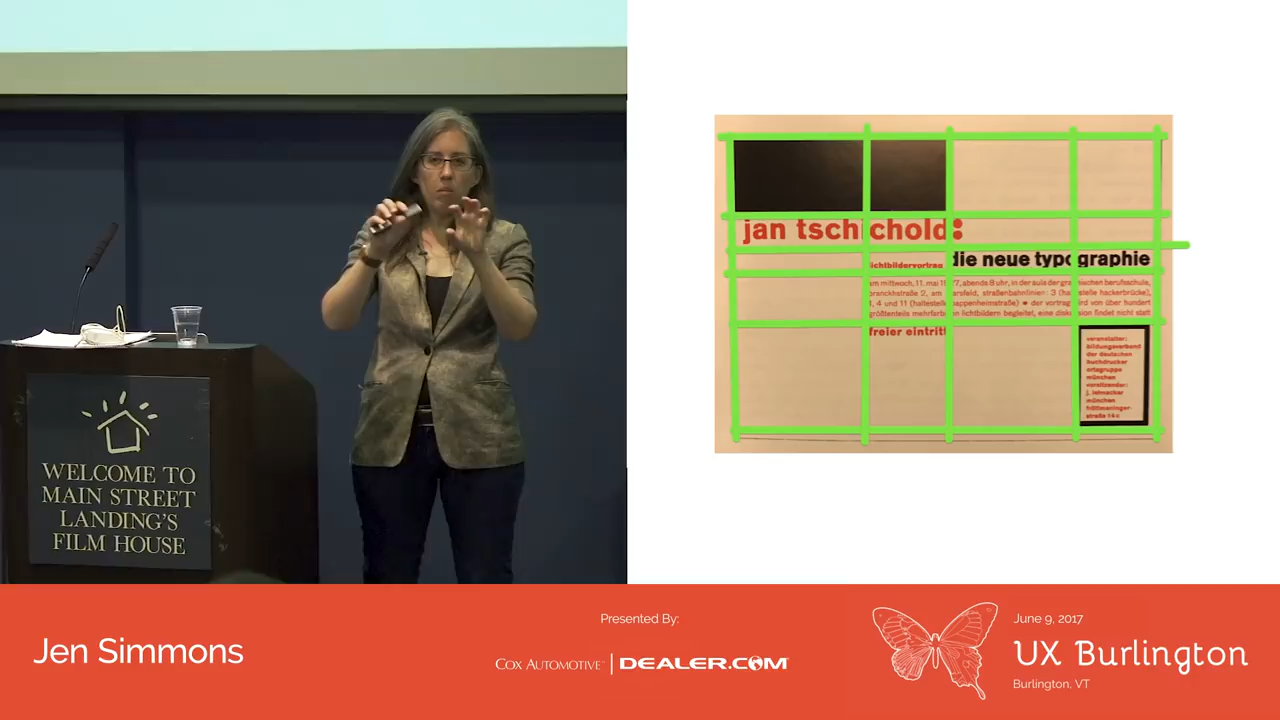 WELCOME TO
MAIN STREET
LANDING'S
FILM HOUSE
jan tschichold:
lichtbildervortrag
die neue typographie
freier eintritt
veranstalter:
bildungsverband
der deutschen
buchdrucker
ortsgruppe
münchen
vorsitzender:
münchen
Jen Simmons
Presented By:
COX AUTOMOTIVE
DEALER.COM
June 9, 2017
UX Burlington
Burlington, VT